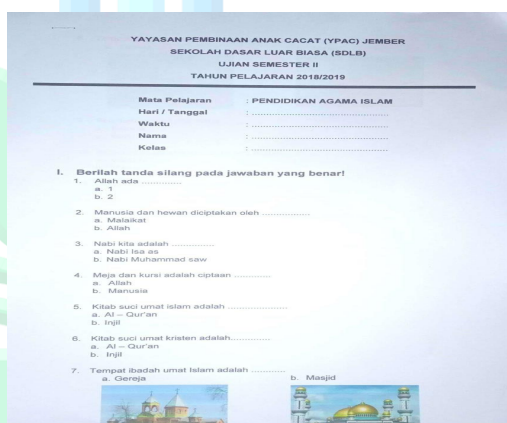 YAYASAN PEMBINAAN ANAK CACAT (YPAC) JEMBER
SEKOLAH DASAR LUAR BIASA (SDLB)
UJIAN SEMESTER II
TAHUN PELAJARAN 2018/2019
Mata Pelajaran : PENDIDIKAN AGAMA ISLAM
Hari / Tanggal : ..........................................
Waktu : ..........................................
Nama : ..........................................
Kelas : ..........................................
I. Berilah tanda silang pada jawaban yang benar!
1. Allah ada .............
a. 1
b. 2
2. Manusia dan hewan diciptakan oleh ................
a. Malaikat
b. Allah
3. Nabi kita adalah ..............
a. Nabi Isa as
b. Nabi Muhammad saw
4. Meja dan kursi adalah ciptaan ............
a. Allah
b. Manusia
5. Kitab suci umat islam adalah ....................
a. Al – Qur'an
b. Injil
6. Kitab suci umat kristen adalah.............
a. Al – Qur'an
b. Injil
7. Tempat ibadah umat Islam adalah ...........
a. Gereja b. Masjid